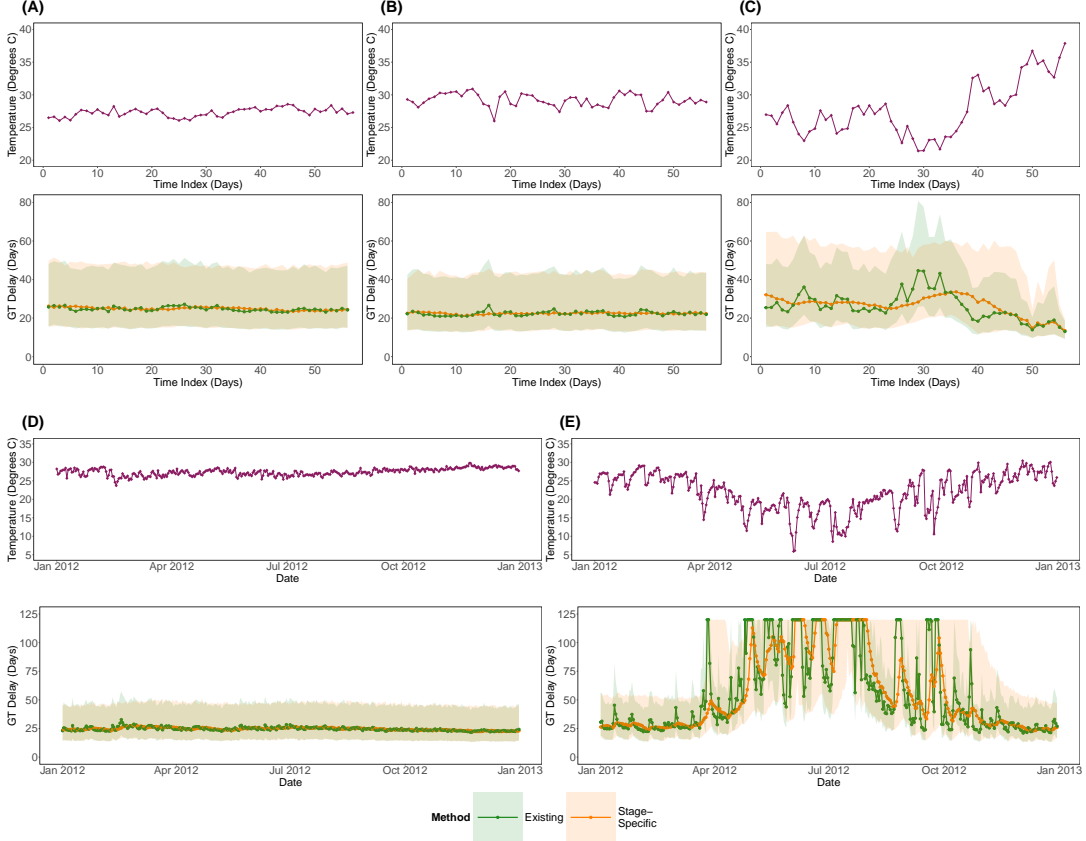 (A)
(B)
(C)
Temperature (Degrees C)
40
35
30
25
20
0 10 20 30 40 50
Time Index (Days)
Temperature (Degrees C)
40
35
30
25
20
0 10 20 30 40 50
Time Index (Days)
Temperature (Degrees C)
40
35
30
25
20
0 10 20 30 40 50
Time Index (Days)
GT Delay (Days)
80
60
40
20
0
0 10 20 30 40 50
Time Index (Days)
GT Delay (Days)
80
60
40
20
0
0 10 20 30 40 50
Time Index (Days)
GT Delay (Days)
80
60
40
20
0
0 10 20 30 40 50
Time Index (Days)
(D)
(E)
Temperature (Degrees C)
35
30
25
20
15
10
5
Jan 2012 Apr 2012 Jul 2012 Oct 2012 Jan 2013
Date
Temperature (Degrees C)
35
30
25
20
15
10
5
Jan 2012 Apr 2012 Jul 2012 Oct 2012 Jan 2013
Date
GT Delay (Days)
125
100
75
50
25
0
Jan 2012 Apr 2012 Jul 2012 Oct 2012 Jan 2013
Date
GT Delay (Days)
125
100
75
50
25
0
Jan 2012 Apr 2012 Jul 2012 Oct 2012 Jan 2013
Date
Method Existing Stage–
Specific